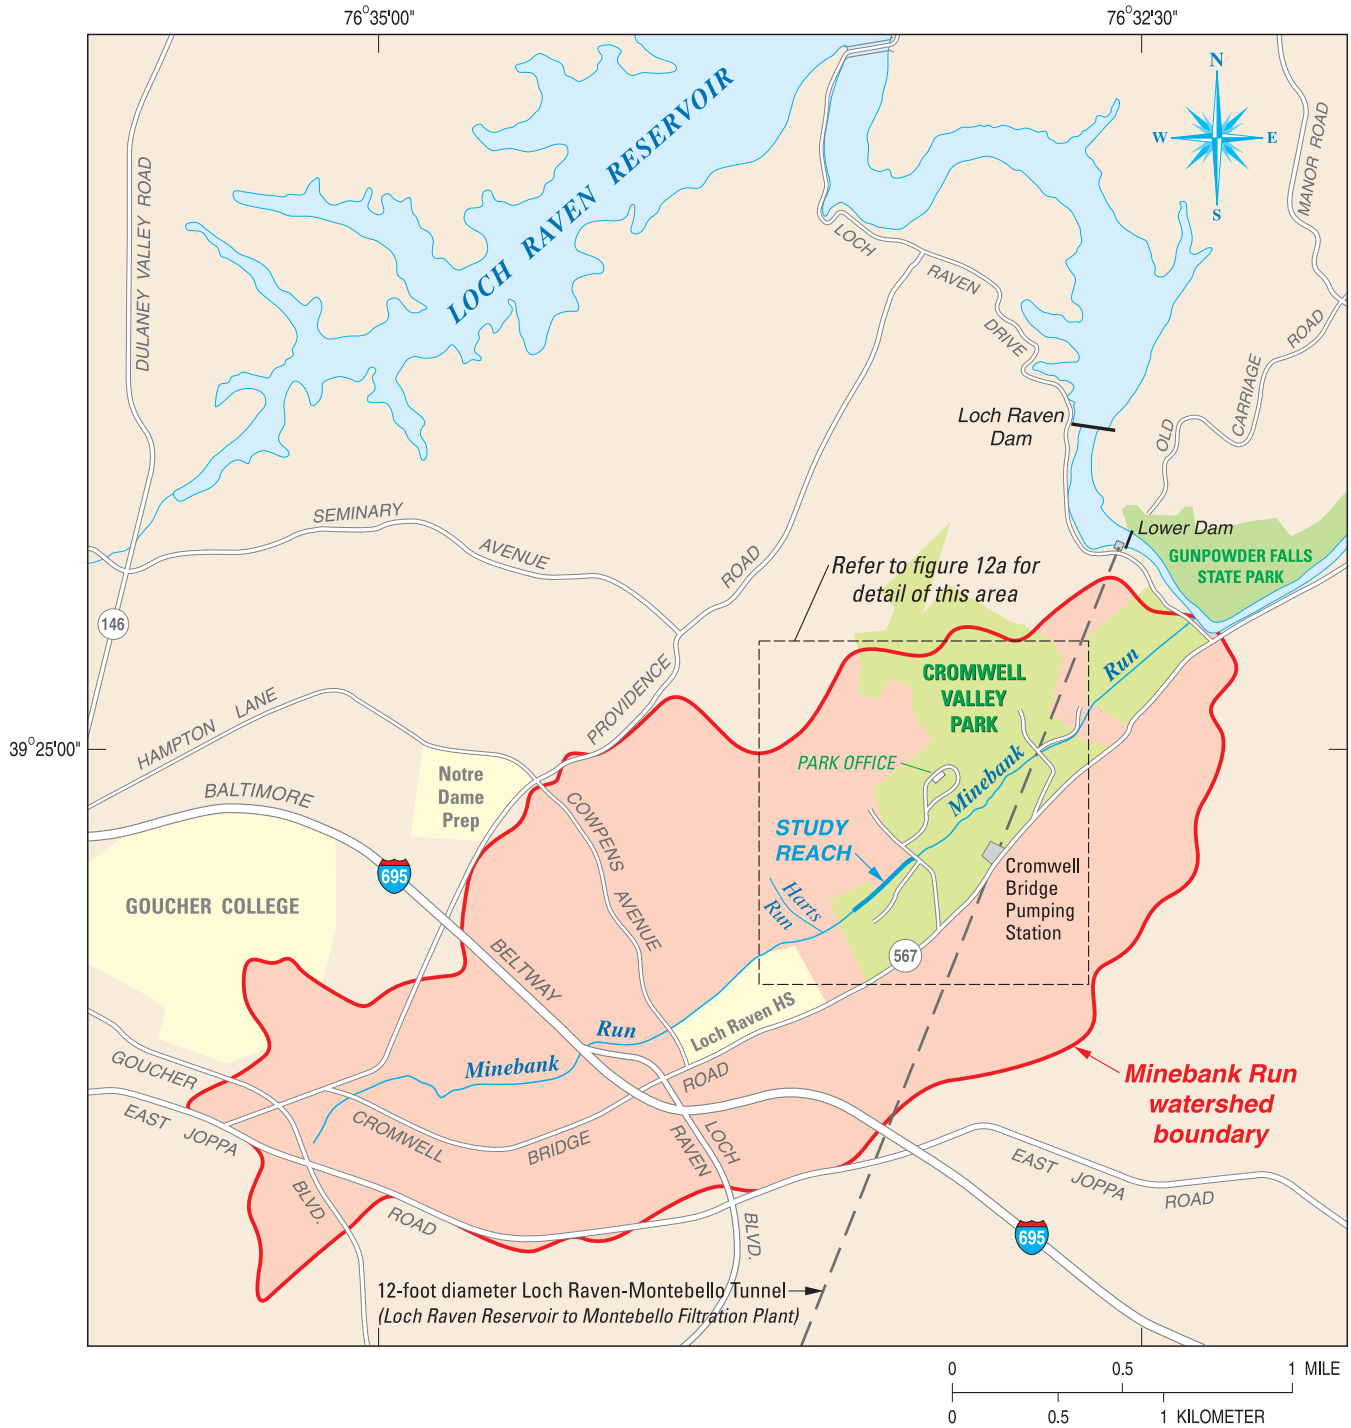 76°35'00"
76°32'30"
N
W
E
S
LOCH RAVEN RESERVOIR
DULANEY VALLEY ROAD
MANOR ROAD
LOCH
RAVEN
DRIVE
OLD
CARRIAGE
ROAD
Loch Raven
Dam
SEMINARY
AVENUE
ROAD
Lower Dam
GUNPOWDER FALLS
STATE PARK
Refer to figure 12a for
detail of this area
146
HAMPTON LANE
PROVIDENCE
CROMWELL
VALLEY
PARK
Run
39°25'00"
BALTIMORE
Notre
Dame
Prep
PARK OFFICE
Minebank
COWPENS
AVENUE
STUDY
REACH
695
Harts
Run
Cromwell
Bridge
Pumping
Station
GOUCHER COLLEGE
567
BELTWAY
Loch Raven HS
Run
Minebank
ROAD
GOUCHER
BLVD.
EAST JOPPA
ROAD
CROMWELL
BRIDGE
LOCH
RAVEN
BLVD.
Minebank Run
watershed
boundary
EAST JOPPA
ROAD
695
12-foot diameter Loch Raven-Montebello Tunnel
(Loch Raven Reservoir to Montebello Filtration Plant)
0 0.5 1 MILE
0 0.5 1 KILOMETER